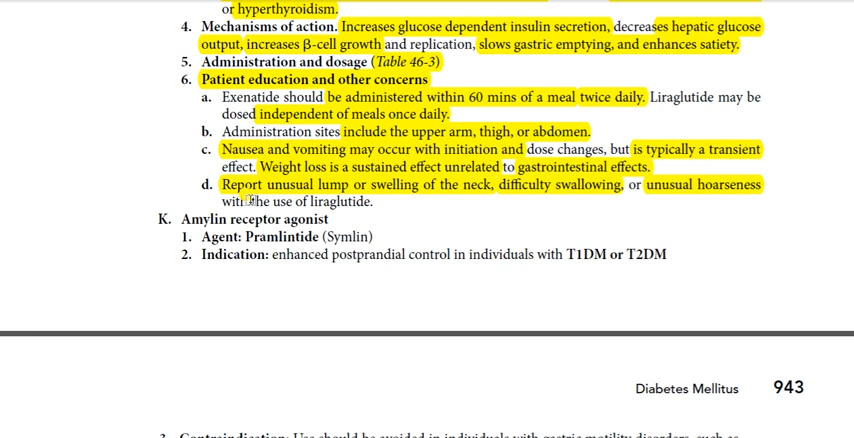 or hyperthyroidism.
4. Mechanisms of action. Increases glucose dependent insulin secretion, decreases hepatic glucose
output, increases β-cell growth and replication, slows gastric emptying, and enhances satiety.
5. Administration and dosage (Table 46-3)
6. Patient education and other concerns
a. Exenatide should be administered within 60 mins of a meal twice daily. Liraglutide may be
dosed independent of meals once daily.
b. Administration sites include the upper arm, thigh, or abdomen.
c. Nausea and vomiting may occur with initiation and dose changes, but is typically a transient
effect. Weight loss is a sustained effect unrelated to gastrointestinal effects.
d. Report unusual lump or swelling of the neck, difficulty swallowing, or unusual hoarseness
with the use of liraglutide.
K. Amylin receptor agonist
1. Agent: Pramlintide (Symlin)
2. Indication: enhanced postprandial control in individuals with T1DM or T2DM
Diabetes Mellitus 943
3. Contraindication: Use should be avoided in individuals with gastric motility disorders, such as